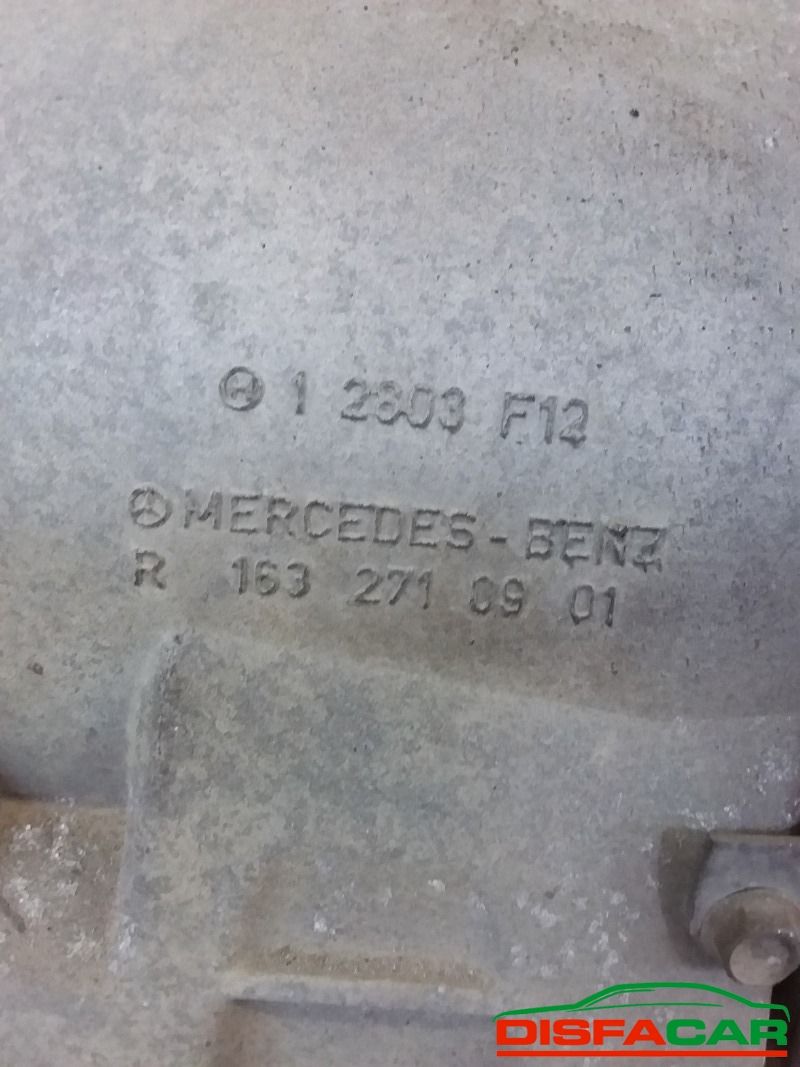 1 2803 F12
MERCEDES-BENZ
R 163 271 09 01
DISFACAR